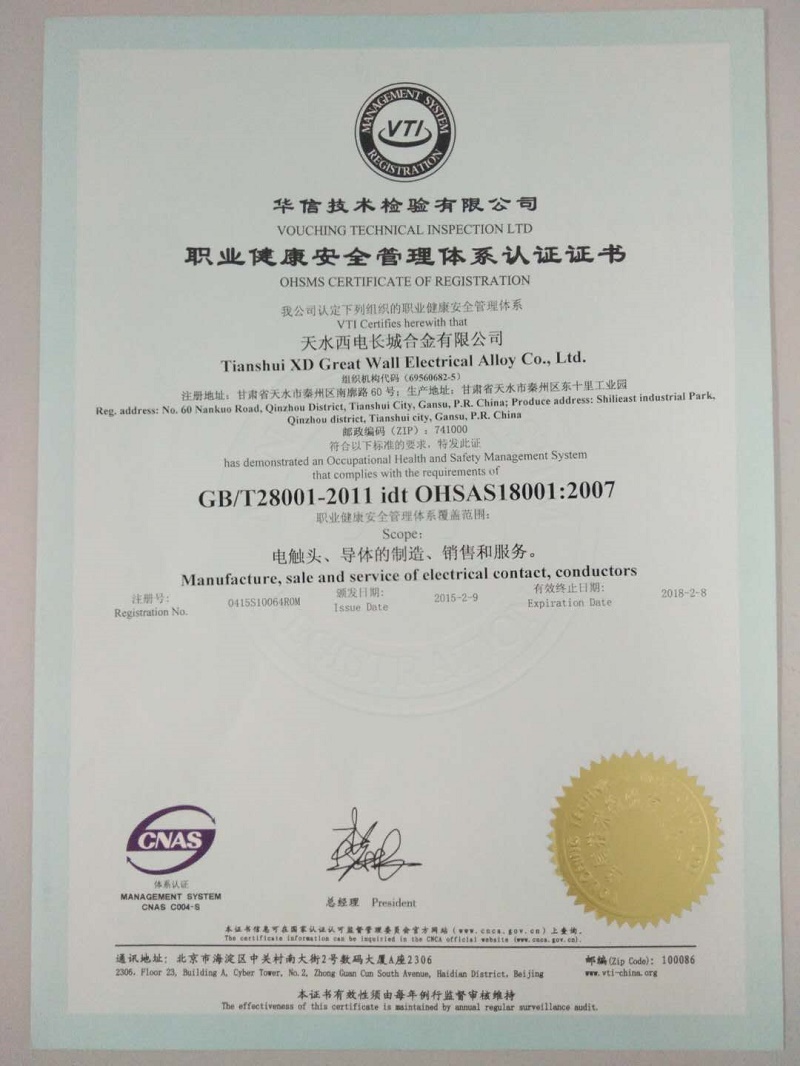 MANAGEMENT SYSTEM
VTI
REGISTRATION
华信技术检验有限公司
VOUCHING TECHNICAL INSPECTION LTD
职业健康安全管理体系认证证书
OHSMS CERTIFICATE OF REGISTRATION
我公司认定下列组织的职业健康安全管理体系
VTI Certifies herewith that
天水西电长城合金有限公司
Tianshui XD Great Wall Electrical Alloy Co., Ltd.
组织机构代码（69560682-5）
注册地址：甘肃省天水市秦州区南廓路60号；生产地址：甘肃省天水市秦州区东十里工业园
Reg. address: No. 60 Nankuo Road, Qinzhou District, Tianshui City, Gansu, P.R. China; Produce address: Shilieast industrial Park,
Qinzhou district, Tianshui city, Gansu, P.R. China
邮政编码（ZIP）：741000
符合以下标准的要求，特发此证
has demonstrated an Occupational Health and Safety Management System
that complies with the requirements of
GB/T28001-2011 idt OHSAS18001:2007
职业健康安全管理体系覆盖范围：
Scope:
电触头、导体的制造、销售和服务。
Manufacture, sale and service of electrical contact, conductors
注册号： 0415S10064R0M 颁发日期： 2015-2-9 有效终止日期： 2018-2-8
Registration No. Issue Date Expiration Date
CNAS
体系认证
MANAGEMENT SYSTEM
CNAS C004-S
总经理 President
本证书信息可在国家认证认可监督管理委员会官方网站（www.cnca.gov.cn）上查询。
The certificate information can be inquiried in the CNCA official website (www.cnca.gov.cn).
通讯地址：北京市海淀区中关村南大街2号数码大厦A座2306 邮编(Zip Code): 100086
2306, Floor 23, Building A, Cyber Tower, No.2, Zhong Guan Cun South Avenue, Haidian District, Beijing www.vti-china.org
本证书有效性须由每年例行监督审核维持
The effectiveness of this certificate is maintained by annual regular surveillance audit.